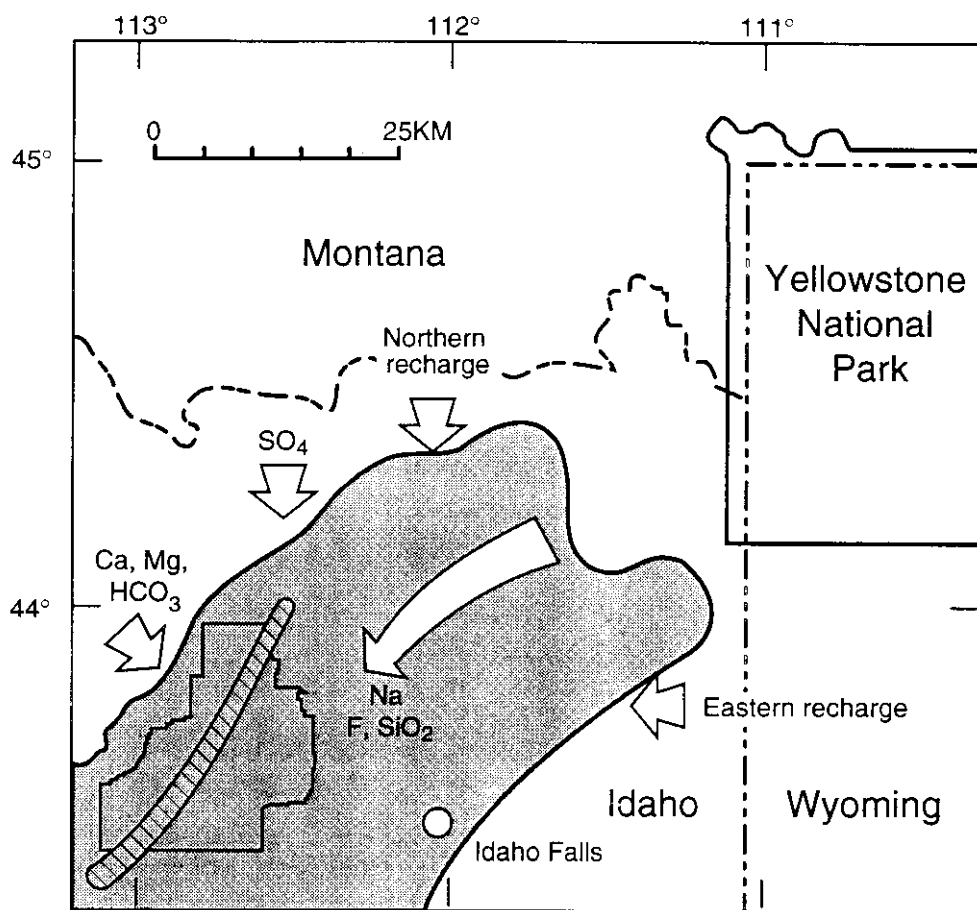 113°
112°
111°
0
25KM
45°
Montana
Yellowstone
National
Park
Northern
recharge
SO₄
Ca, Mg,
HCO₃
44°
Na
F, SiO₂
Eastern recharge
Idaho
Wyoming
Idaho Falls